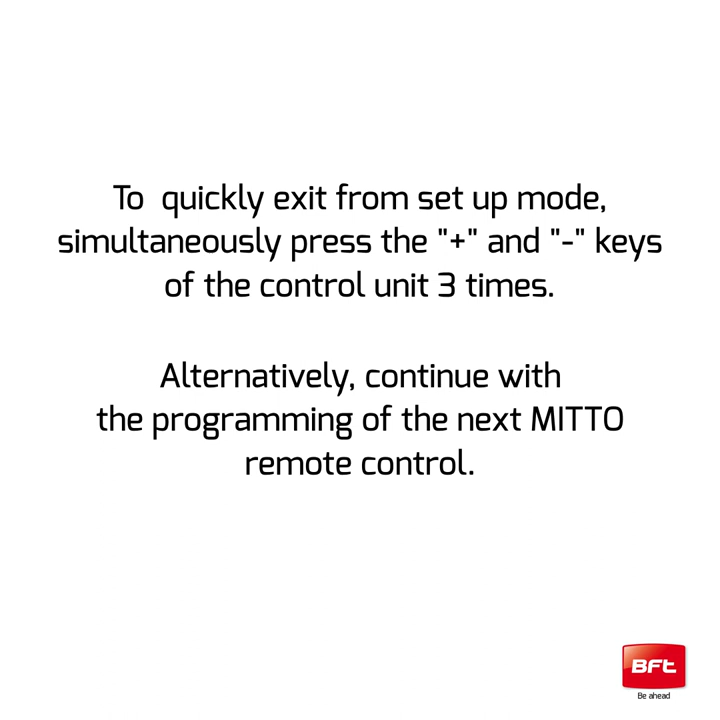 To quickly exit from set up mode,
simultaneously press the "+" and "-" keys
of the control unit 3 times.
Alternatively, continue with
the programming of the next MITTO
remote control.
BFt
Be ahead